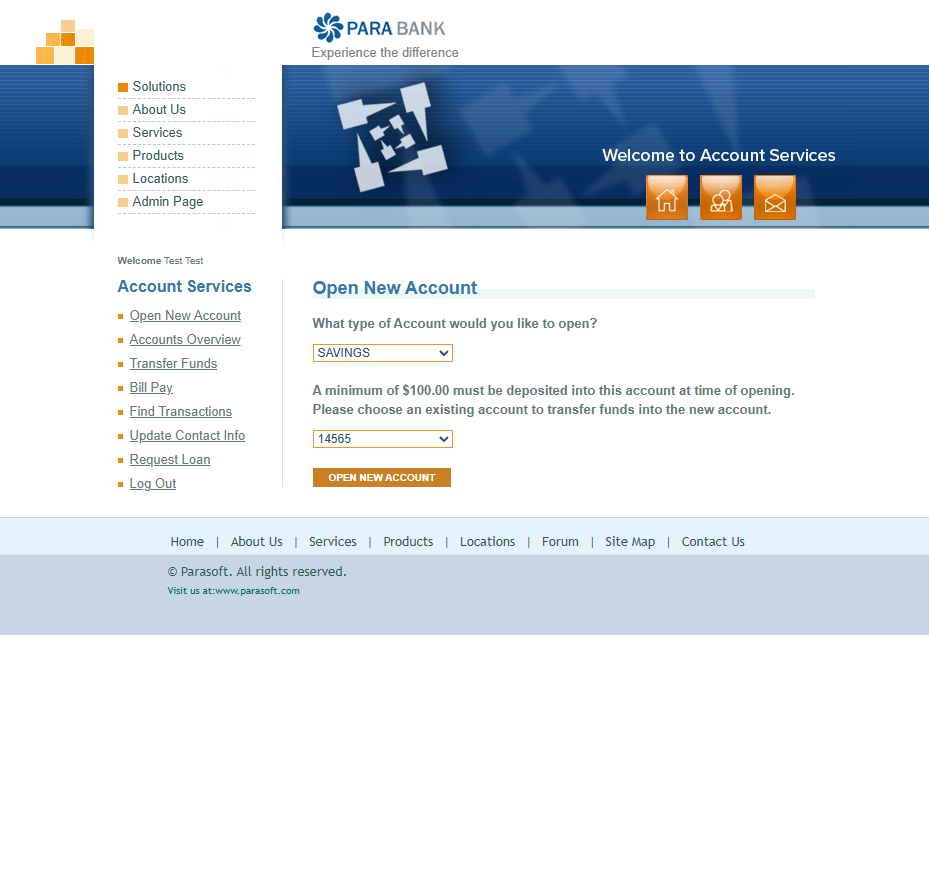 PARA BANK
Experience the difference
Solutions
About Us
Services
Products
Locations
Admin Page
Welcome to Account Services
Welcome Test Test
Account Services
Open New Account
Accounts Overview
Transfer Funds
Bill Pay
Find Transactions
Update Contact Info
Request Loan
Log Out
Open New Account
What type of Account would you like to open?
SAVINGS
A minimum of $100.00 must be deposited into this account at time of opening.
Please choose an existing account to transfer funds into the new account.
14565
OPEN NEW ACCOUNT
Home | About Us | Services | Products | Locations | Forum | Site Map | Contact Us
© Parasoft. All rights reserved.
Visit us at:www.parasoft.com